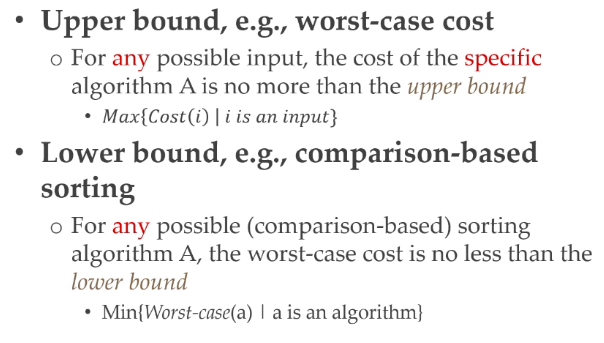 • Upper bound, e.g., worst-case cost
o For any possible input, the cost of the specific
algorithm A is no more than the upper bound
• Max{Cost(i) | i is an input}
• Lower bound, e.g., comparison-based
sorting
o For any possible (comparison-based) sorting
algorithm A, the worst-case cost is no less than the
lower bound
• Min{Worst-case(a) | a is an algorithm}